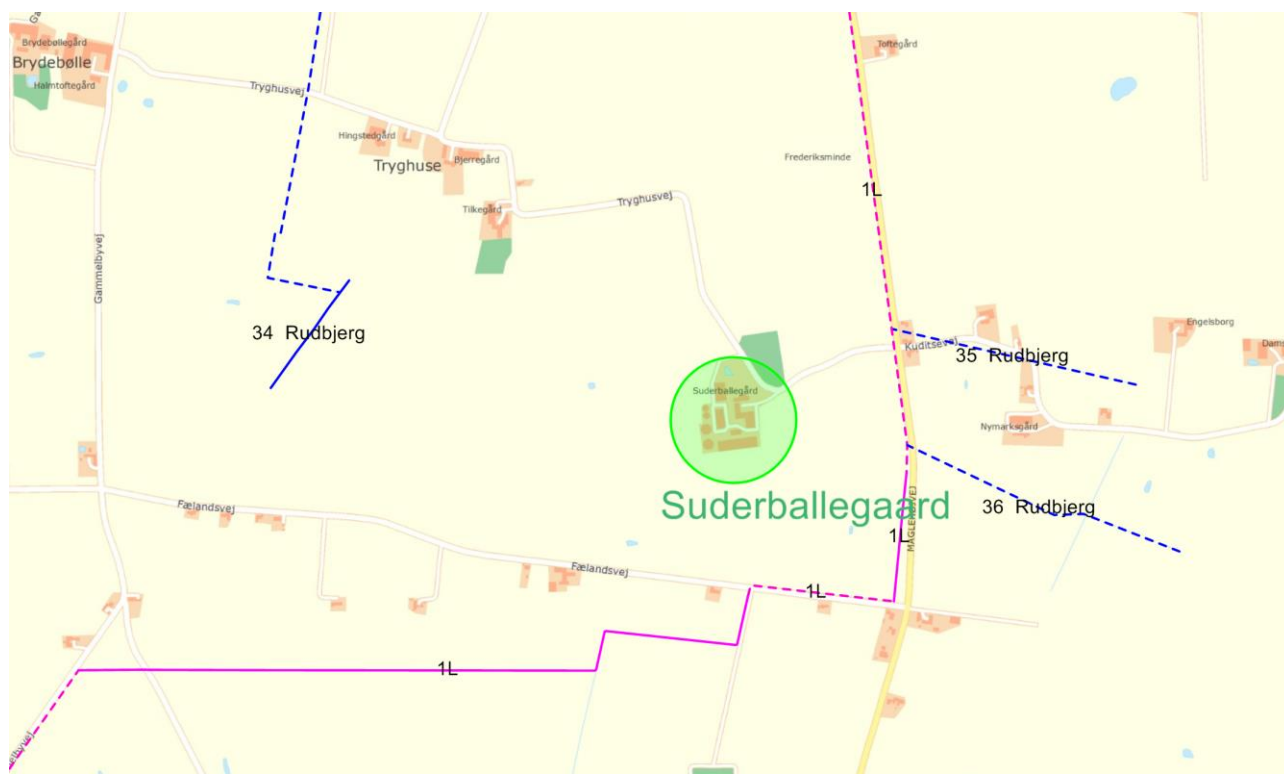 Brydebøllegård
Brydebølle
Halmtoftegård
Toftegård
Tryghusvej
Hingstedgård
Tryghuse
Bjerregård
Frederiksminde
1L
Tryghusvej
Tilkegård
Gammelbyvej
34 Rudbjerg
Engelsborg
Kuditsevej
35 Rudbjerg
Suderballegård
Nymarksgård
Suderballegaard
Fælandsvej
36 Rudbjerg
1L
Fælandsvej
1L
1L